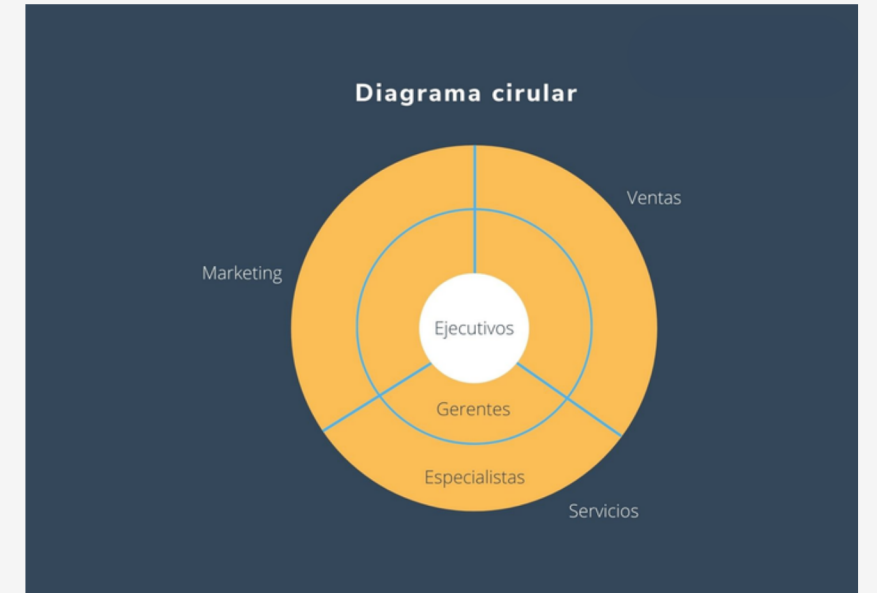 Diagrama cirular
Ventas
Marketing
Ejecutivos
Gerentes
Especialistas
Servicios